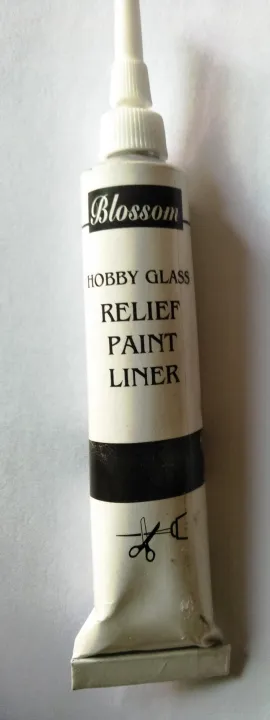 Blossom
HOBBY GLASS
RELIEF
PAINT
LINER